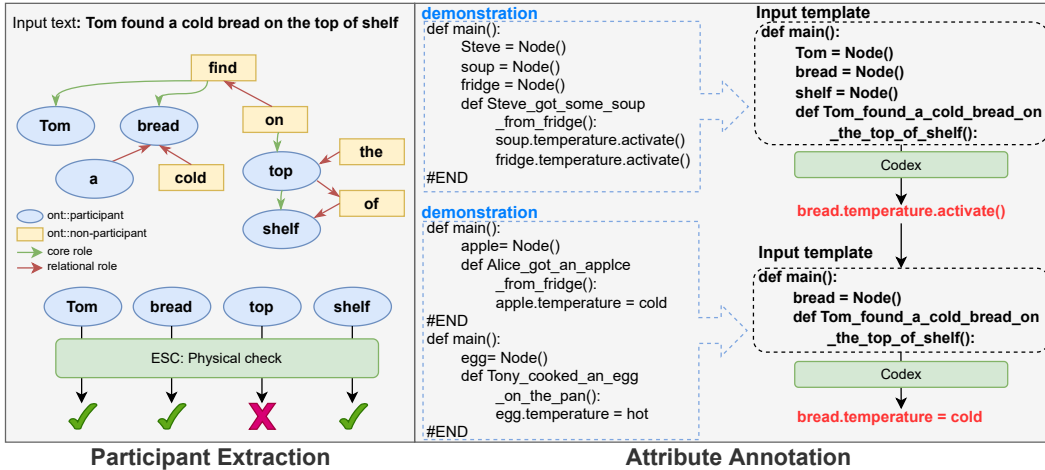 Input text: Tom found a cold bread on the top of shelf
find
Tom
bread
on
the
top
a
cold
of
shelf
ont::participant
ont::non-participant
core role
relational role
Tom
bread
top
shelf
ESC: Physical check
Participant Extraction
demonstration
def main():
Steve = Node()
soup = Node()
fridge = Node()
def Steve_got_some_soup
_from_fridge():
soup.temperature.activate()
fridge.temperature.activate()
#END
demonstration
def main():
apple= Node()
def Alice_got_an_applce
_from_fridge():
apple.temperature = cold
#END
def main():
egg= Node()
def Tony_cooked_an_egg
_on_the_pan():
egg.temperature = hot
#END
Input template
def main():
Tom = Node()
bread = Node()
shelf = Node()
def Tom_found_a_cold_bread_on
_the_top_of_shelf():
Codex
bread.temperature.activate()
Input template
def main():
bread = Node()
def Tom_found_a_cold_bread_on
_the_top_of_shelf():
Codex
bread.temperature = cold
Attribute Annotation